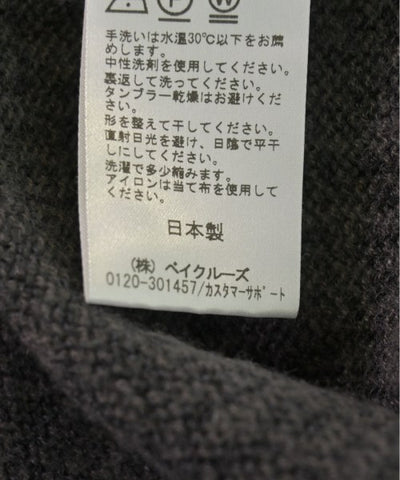 P W
手洗いは水温30℃以下をお薦
めします。
中性洗剤を使用してください。
裏返して洗ってください。
タンブラー乾燥はお避けくださ
い。
形を整えて干してください。
直射日光を避け、日陰で平干
しにしてください。
洗濯で多少縮みます。
アイロンは当て布を使用して
ください。
日本製
(株) ベイクルーズ
0120-301457/カスタマーサポート